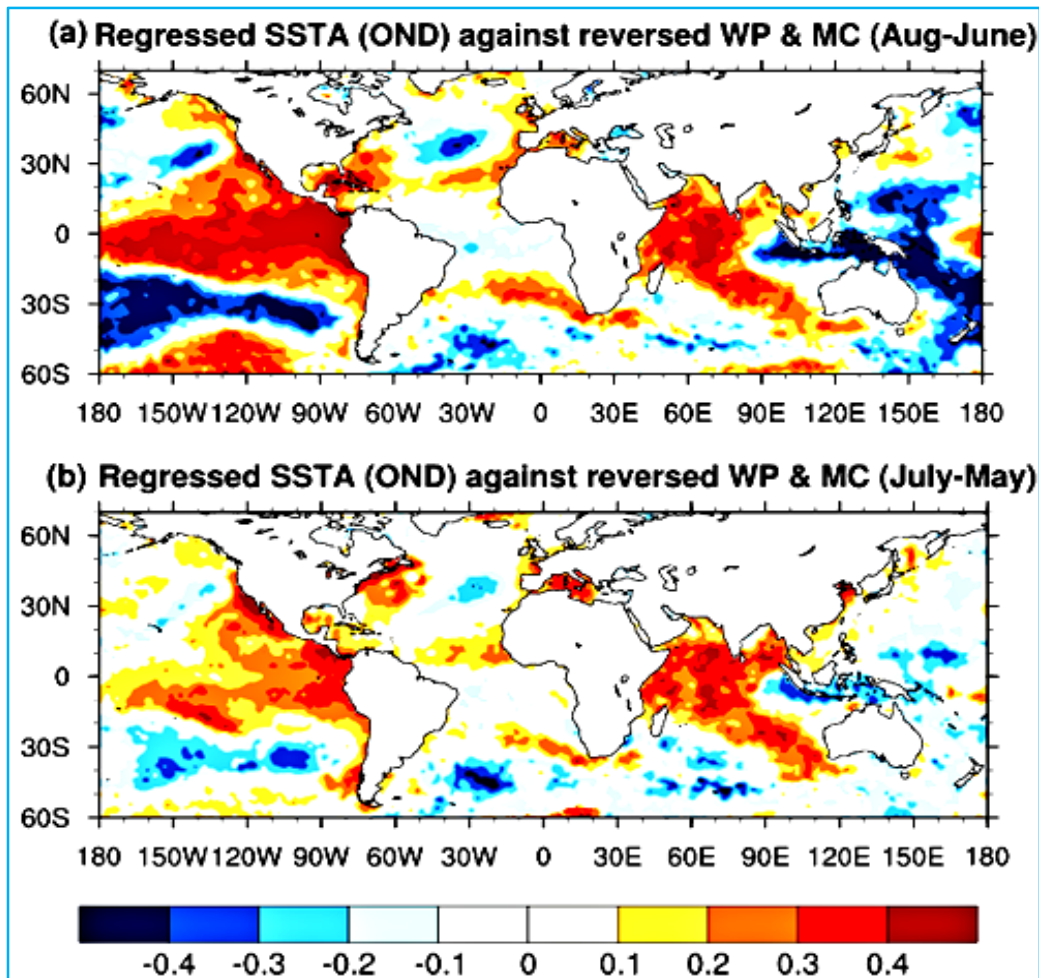 (a) Regressed SSTA (OND) against reversed WP & MC (Aug-June)
60N
30N
0
30S
60S
180 150W 120W 90W 60W 30W 0 30E 60E 90E 120E 150E 180
(b) Regressed SSTA (OND) against reversed WP & MC (July-May)
60N
30N
0
30S
60S
180 150W 120W 90W 60W 30W 0 30E 60E 90E 120E 150E 180
-0.4 -0.3 -0.2 -0.1 0 0.1 0.2 0.3 0.4